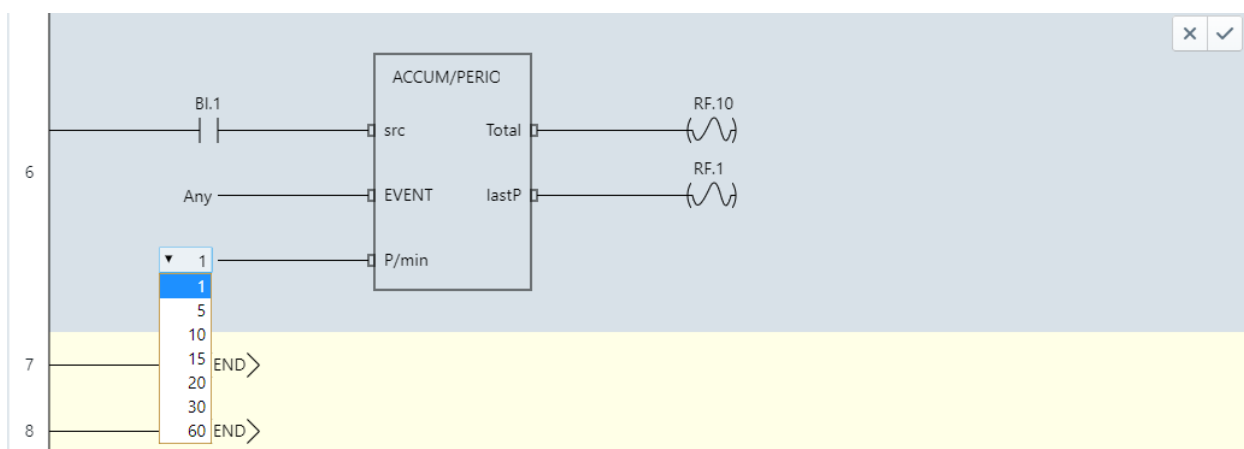 ACCUM/PERIO
BI.1
RF.10
src
Total
RF.1
6
Any
EVENT
lastP
▼ 1
P/min
1
5
10
15
20
30
60
7
END
8
END